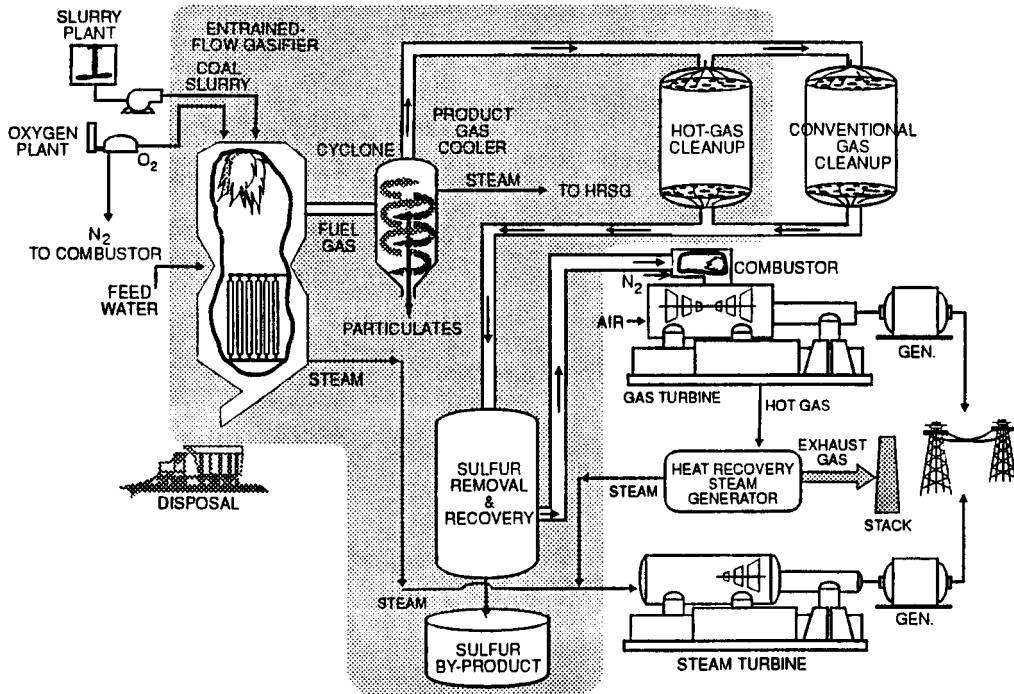 SLURRY
PLANT
ENTRAINED-
FLOW GASIFIER
COAL
SLURRY
OXYGEN
PLANT
O2
N2
TO COMBUSTOR
FEED
WATER
CYCLONE
PRODUCT
GAS
COOLER
STEAM
TO HRSG
FUEL
GAS
PARTICULATES
HOT-GAS
CLEANUP
CONVENTIONAL
GAS
CLEANUP
COMBUSTOR
N2
AIR
GEN.
GAS TURBINE
HOT GAS
STEAM
DISPOSAL
SULFUR
REMOVAL
&
RECOVERY
STEAM
HEAT RECOVERY
STEAM
GENERATOR
EXHAUST
GAS
STACK
STEAM
SULFUR
BY-PRODUCT
GEN.
STEAM TURBINE